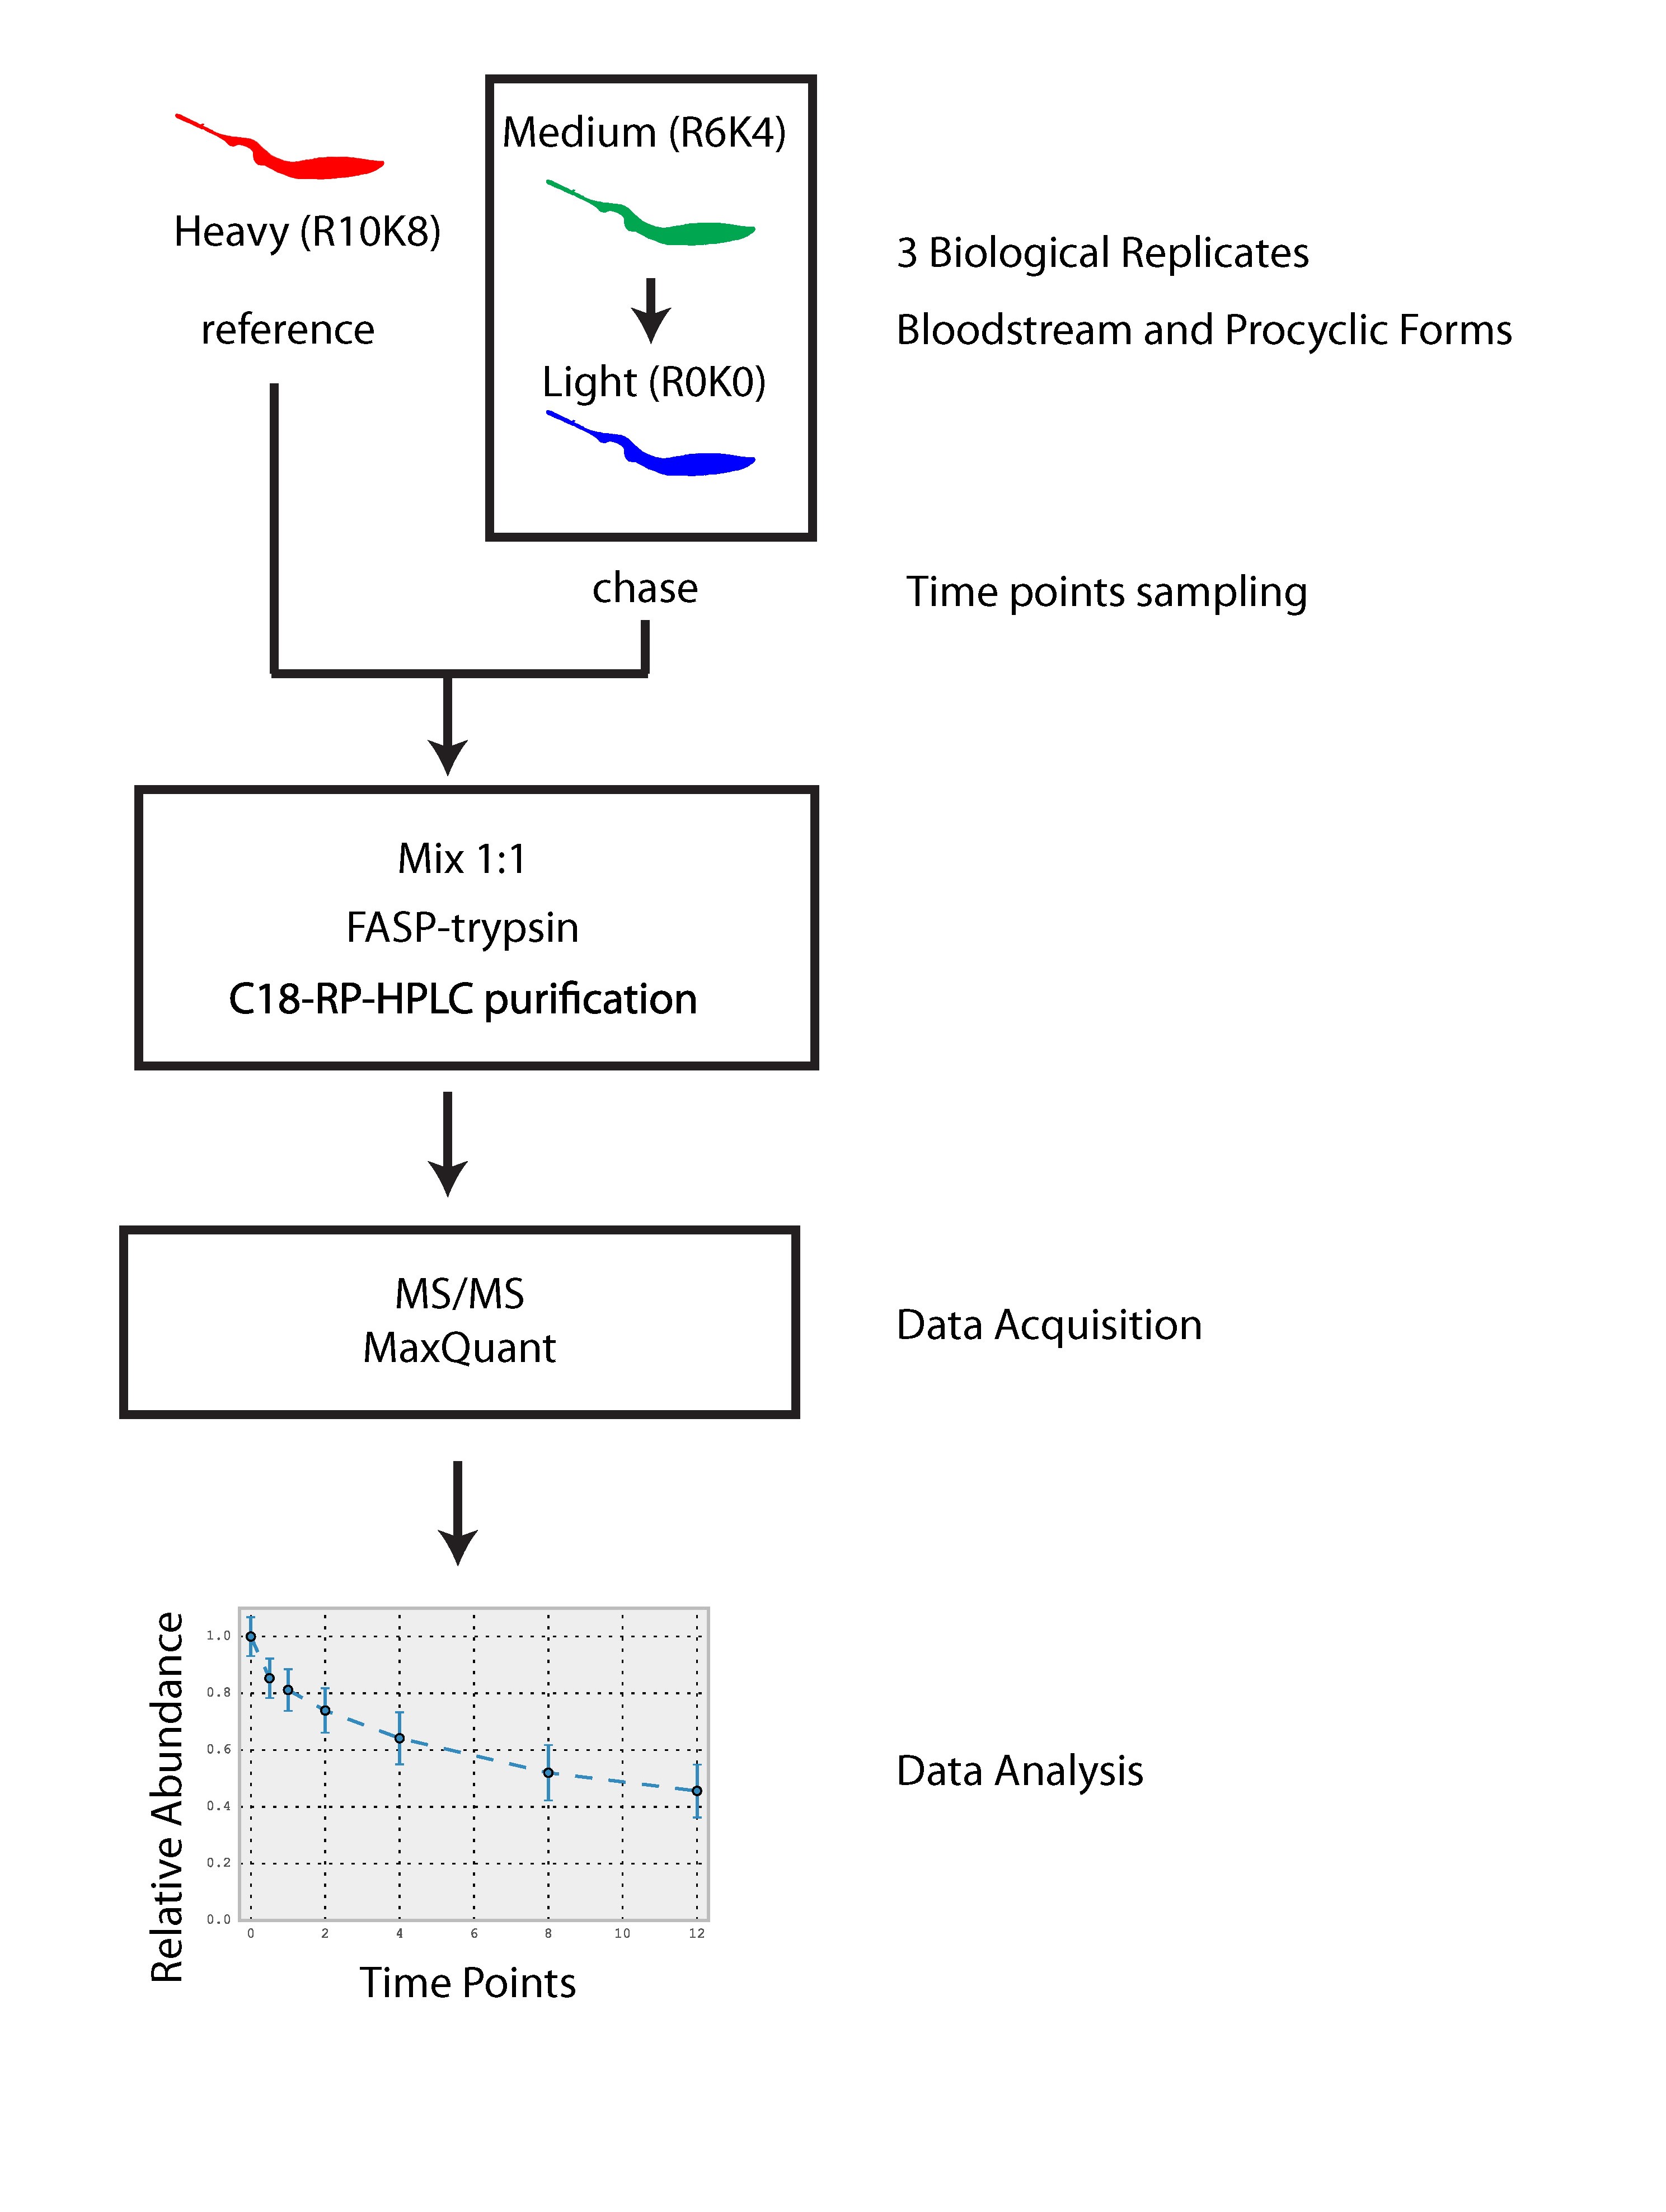 Medium (R6K4)
Heavy (R10K8)
reference
Light (R0K0)
3 Biological Replicates
Bloodstream and Procyclic Forms
chase
Time points sampling
Mix 1:1
FASP-trypsin
C18-RP-HPLC purification
MS/MS
MaxQuant
Data Acquisition
Relative Abundance
1.0
0.8
0.6
0.4
0.2
0.0
0 2 4 6 8 10 12
Time Points
Data Analysis